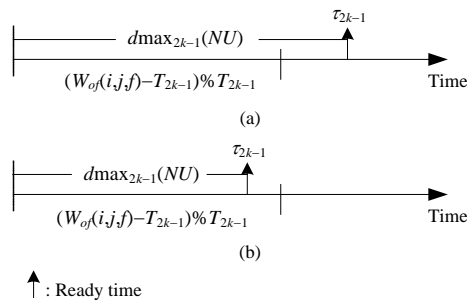 τ2k−1
dmax2k−1(NU)
(Wof(i,j,f)−T2k−1)%T2k−1
Time
(a)
τ2k−1
dmax2k−1(NU)
(Wof(i,j,f)−T2k−1)%T2k−1
Time
(b)
: Ready time